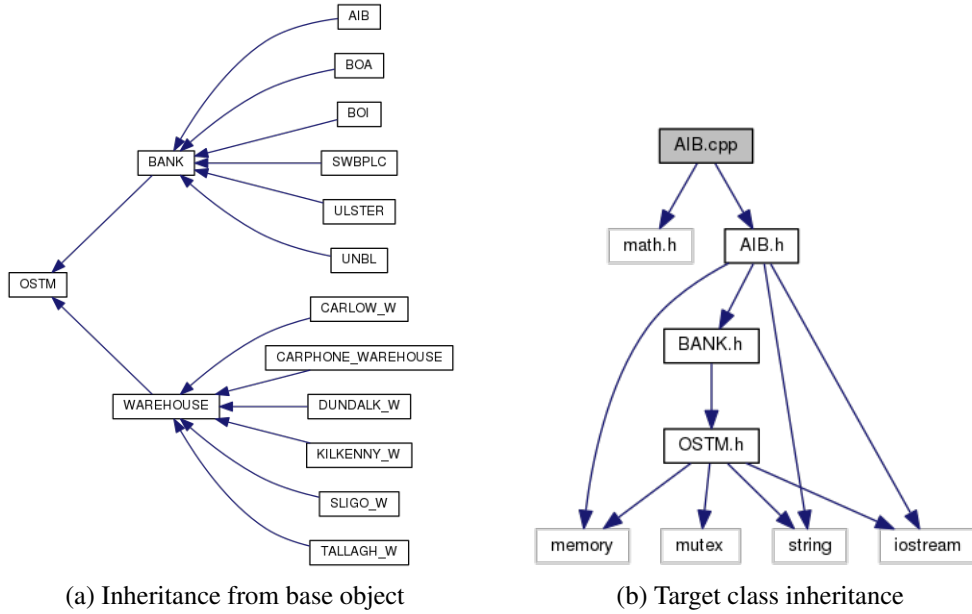 AIB
BOA
BOI
BANK
SWBPLC
ULSTER
UNBL
OSTM
CARLOW_W
CARPHONE_WAREHOUSE
WAREHOUSE
DUNDALK_W
KILKENNY_W
SLIGO_W
TALLAGH_W
(a) Inheritance from base object
AIB.cpp
math.h
AIB.h
BANK.h
OSTM.h
memory
mutex
string
iostream
(b) Target class inheritance